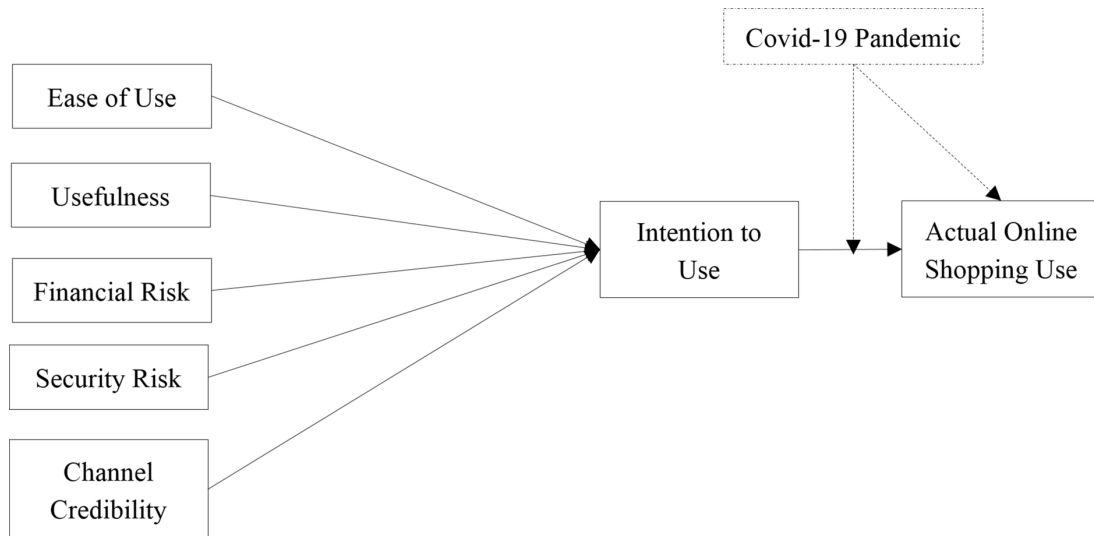 Covid-19 Pandemic
Ease of Use
Usefulness
Financial Risk
Security Risk
Channel
Credibility
Intention to
Use
Actual Online
Shopping Use